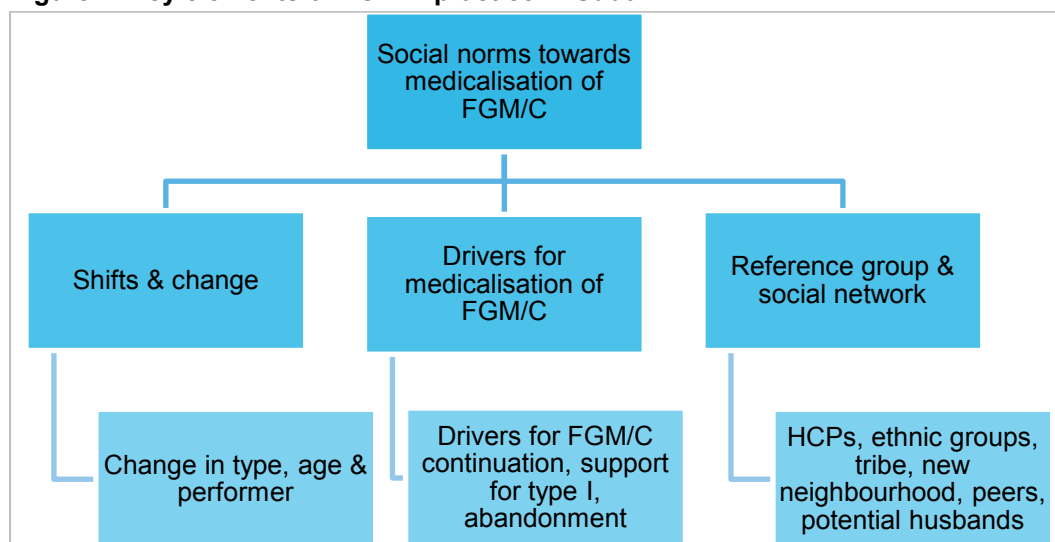 Social norms towards
medicalisation of
FGM/C
Shifts & change
Drivers for
medicalisation of
FGM/C
Reference group &
social network
Change in type, age &
performer
Drivers for FGM/C
continuation, support
for type I,
abandonment
HCPs, ethnic groups,
tribe, new
neighbourhood, peers,
potential husbands